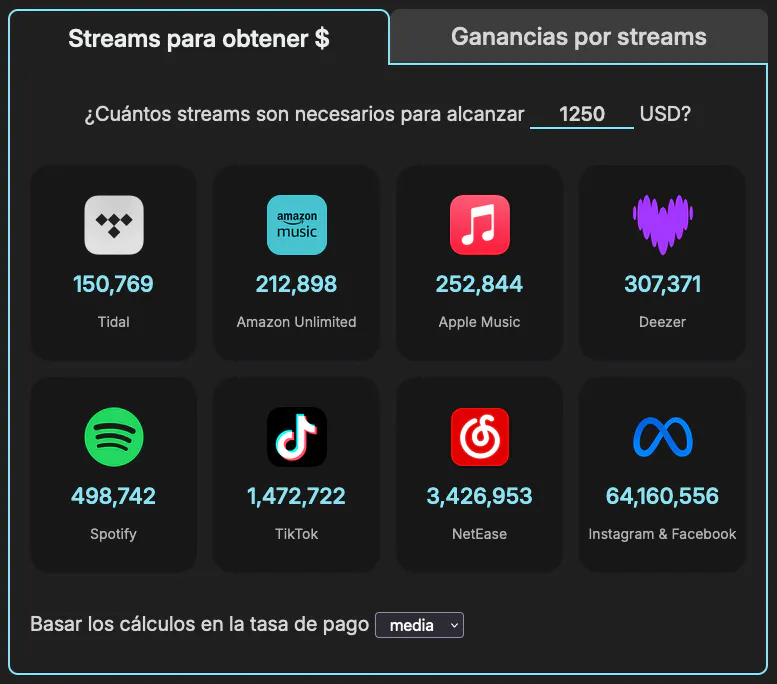 Streams para obtener $
Ganancias por streams
¿Cuántos streams son necesarios para alcanzar 1250 USD?
amazon
music
150,769
212,898
252,844
307,371
Tidal
Amazon Unlimited
Apple Music
Deezer
498,742
1,472,722
3,426,953
64,160,556
Spotify
TikTok
NetEase
Instagram & Facebook
Basar los cálculos en la tasa de pago media